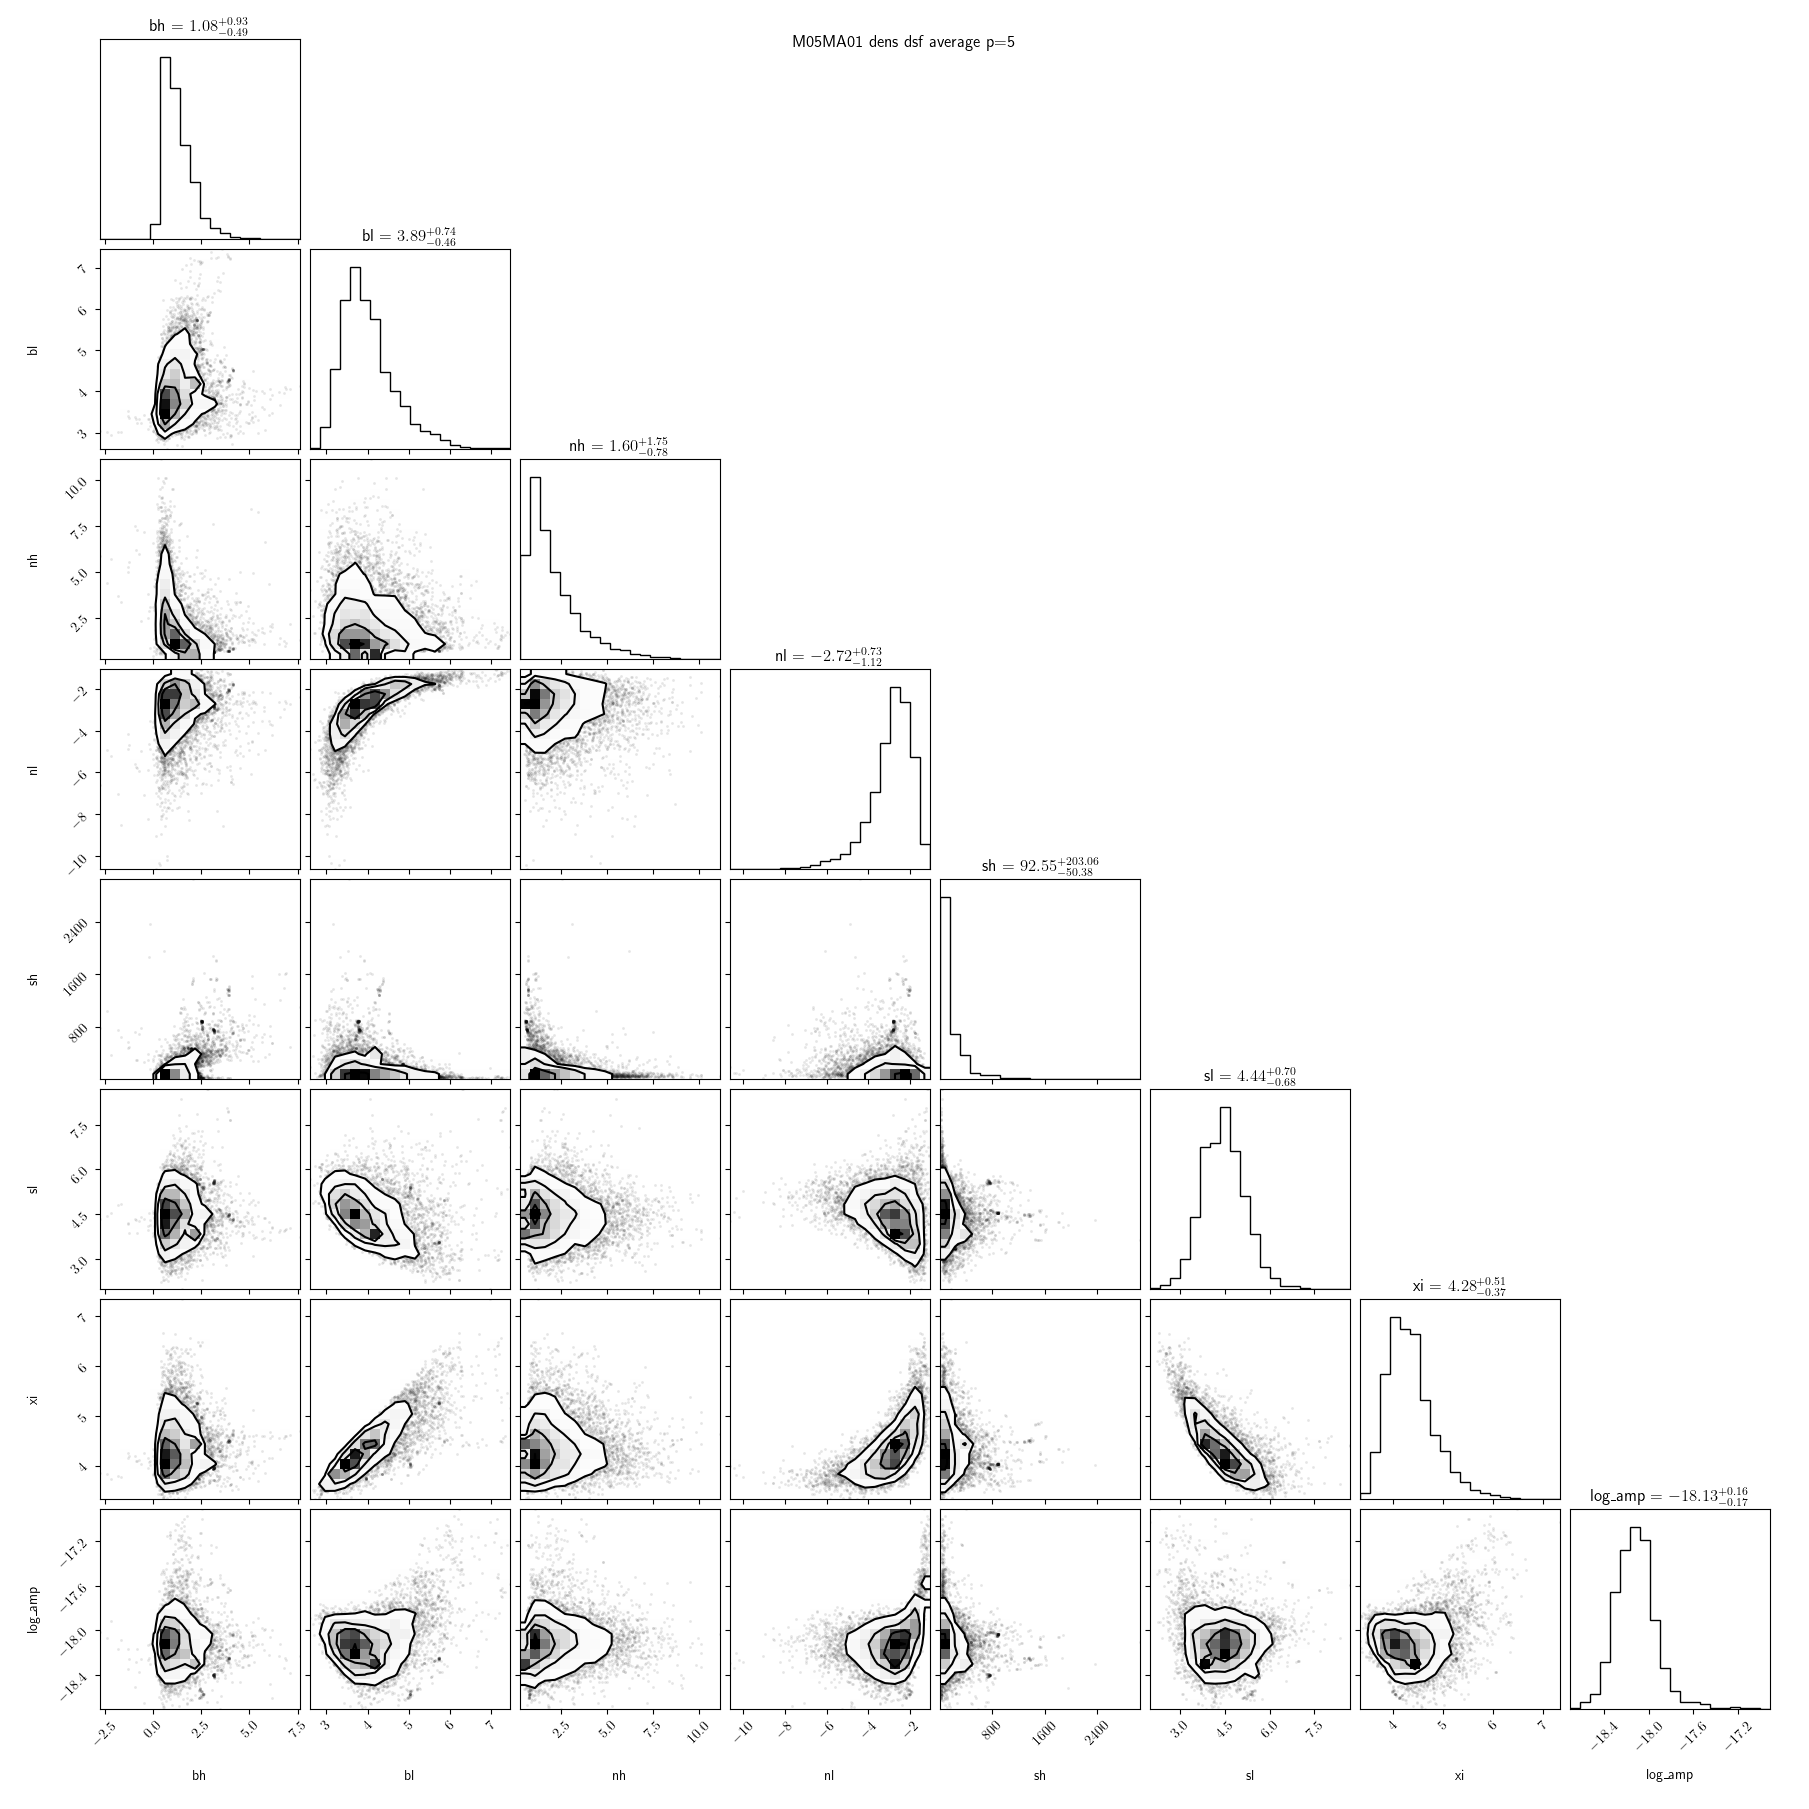 bh = 1.08+0.93 −0.49
M05MA01 dens dsf average p=5
bl = 3.89+0.74 −0.46
7
6
5
4
3
bl
nh = 1.60+1.75 −0.78
10.0
7.5
5.0
2.5
nh
nl = −2.72+0.73 −1.12
−2
−4
−6
−8
−10
nl
sh = 92.55+203.06 −50.38
2400
1600
800
sh
sl = 4.44+0.70 −0.68
7.5
6.0
4.5
3.0
sl
xi = 4.28+0.51 −0.37
7
6
5
4
xi
log_amp = −18.13+0.16 −0.17
−17.2
−17.6
−18.0
−18.4
log_amp
−2.5 0.0 2.5 5.0 7.5 3 4 5 6 7 2.5 5.0 7.5 10.0 −10 −8 −6 −4 −2 800 1600 2400 3.0 4.5 6.0 7.5 4 5 6 7 −18.4 −18.0 −17.6 −17.2
bh bl nh nl sh sl xi log_amp